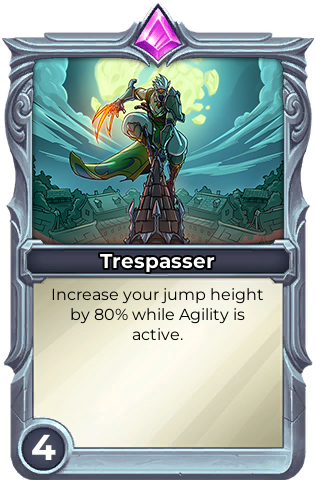 Trespasser
Increase your jump height
by 80% while Agility is
active.
4